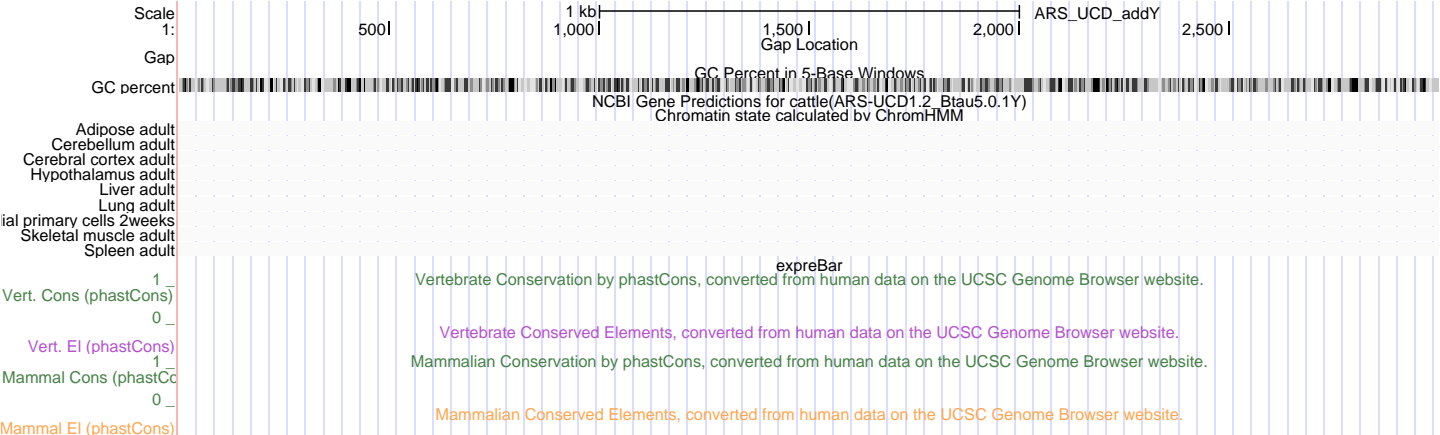 Scale 1 kb ARS_UCD_addY
1: 500 1,000 1,500 2,000 2,500
Gap Location
Gap
GC Percent in 5-Base Windows
GC percent
NCBI Gene Predictions for cattle(ARS-UCD1.2_Btau5.0.1Y)
Chromatin state calculated by ChromHMM
Adipose adult
Cerebellum adult
Cerebral cortex adult
Hypothalamus adult
Liver adult
Lung adult
ial primary cells 2weeks
Skeletal muscle adult
Spleen adult
expreBar
1 _ Vertebrate Conservation by phastCons, converted from human data on the UCSC Genome Browser website.
Vert. Cons (phastCons)
0 _
Vertebrate Conserved Elements, converted from human data on the UCSC Genome Browser website.
Vert. El (phastCons)
1 _ Mammalian Conservation by phastCons, converted from human data on the UCSC Genome Browser website.
Mammal Cons (phastCo
0 _
Mammalian Conserved Elements, converted from human data on the UCSC Genome Browser website.
Mammal El (phastCons)